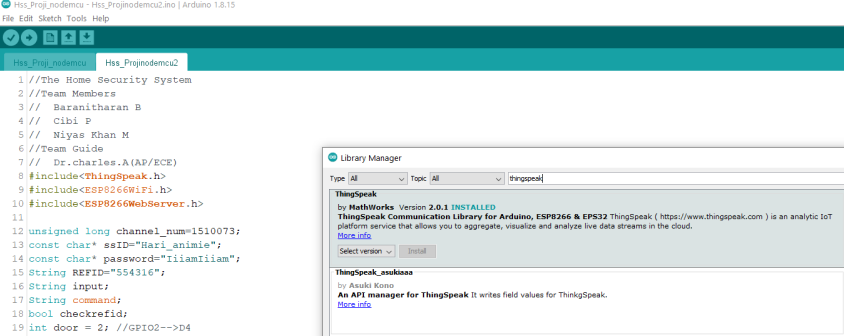 Hss_Proji_nodemcu - Hss_Projinodemcu2.ino | Arduino 1.8.15
File Edit Sketch Tools Help
Hss_Proji_nodemcu Hss_Projinodemcu2
1 //The Home Security System
2 //Team Members
3 // Baranitharan B
4 // Cibi P
5 // Niyas Khan M
6 //Team Guide
7 // Dr.charles.A(AP/ECE)
8 #include<ThingSpeak.h>
9 #include<ESP8266WiFi.h>
10 #include<ESP8266WebServer.h>
11
12 unsigned long channel_num=1510073;
13 const char* ssID="Hari_animie";
14 const char* password="IiiamIiiam";
15 String REFID="554316";
16 String input;
17 String command;
18 bool checkrefid;
19 int door = 2; //GPIO2-->D4
Library Manager
Type All Topic All thingspeak
ThingSpeak
by MathWorks Version 2.0.1 INSTALLED
ThingSpeak Communication Library for Arduino, ESP8266 & EPS32 ThingSpeak ( https://www.thingspeak.com ) is an analytic IoT
platform service that allows you to aggregate, visualize and analyze live data streams in the cloud.
More info
Select version Install
ThingSpeak_asukiaaa
by Asuki Kono
An API manager for ThingSpeak It writes field values for ThinkgSpeak.
More info